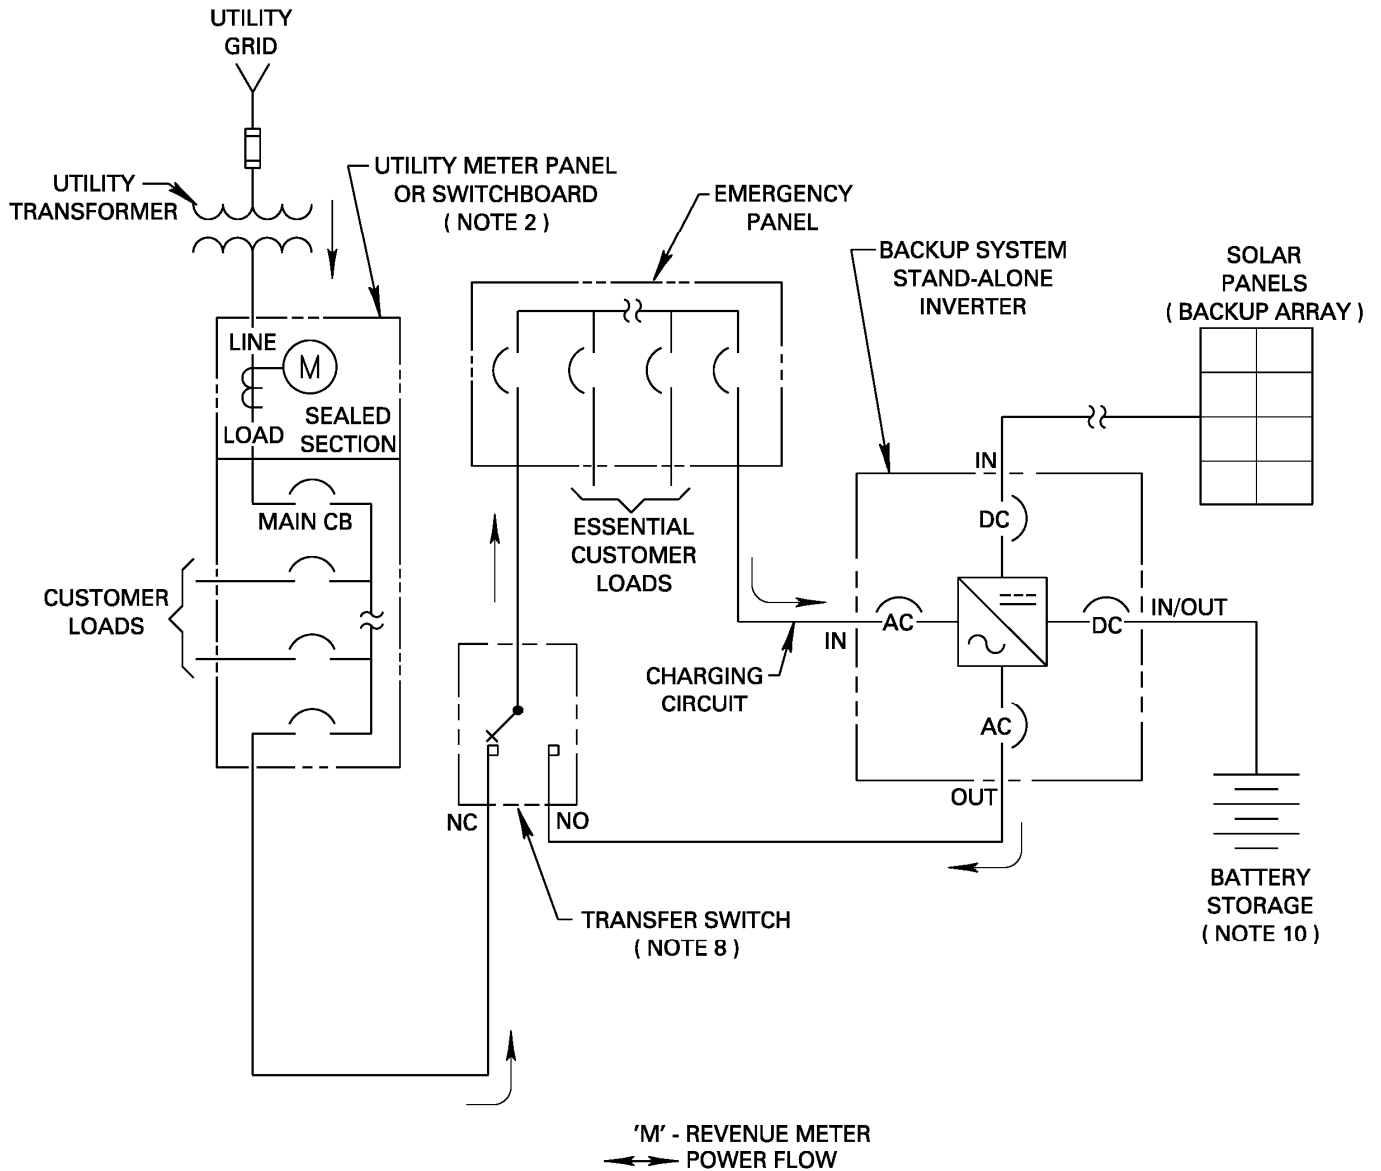 UTILITY
GRID
UTILITY
TRANSFORMER
UTILITY METER PANEL
OR SWITCHBOARD
( NOTE 2 )
EMERGENCY
PANEL
BACKUP SYSTEM
STAND-ALONE
INVERTER
SOLAR
PANELS
( BACKUP ARRAY )
LINE
M
LOAD
SEALED
SECTION
MAIN CB
CUSTOMER
LOADS
ESSENTIAL
CUSTOMER
LOADS
IN
DC
IN
AC
DC
IN/OUT
CHARGING
CIRCUIT
AC
OUT
NC
NO
TRANSFER SWITCH
( NOTE 8 )
BATTERY
STORAGE
( NOTE 10 )
'M' - REVENUE METER
POWER FLOW